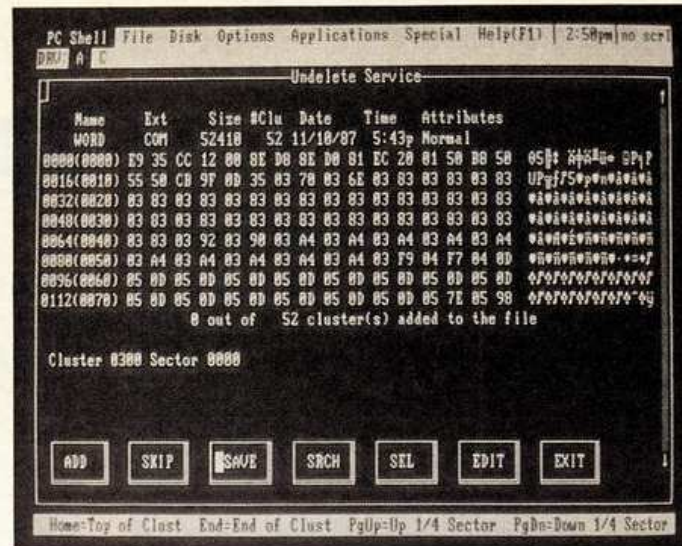 PC Shell File Disk Options Applications Special Help(F1) | 2:50pm|no scrl
DRV: A C
Undelete Service
Name Ext Size #Clu Date Time Attributes
WORD COM 52410 52 11/10/87 5:43p Normal
0000(0000) E9 35 CC 12 00 8E D8 8E D0 81 EC 20 01 50 B8 50
0016(0010) 55 50 CB 9F 0D 35 03 70 03 6E 03 83 03 83 03 83
0032(0020) 03 83 03 83 03 83 03 83 03 83 03 83 03 83 03 83
0048(0030) 03 83 03 83 03 83 03 83 03 83 03 83 03 83 03 83
0064(0040) 03 83 03 92 03 90 03 A4 03 A4 03 A4 03 A4 03 A4
0080(0050) 03 A4 03 A4 03 A4 03 A4 03 A4 03 F9 04 F7 04 0D
0096(0060) 05 0D 05 0D 05 0D 05 0D 05 0D 05 0D 05 0D 05 0D
0112(0070) 05 0D 05 0D 05 0D 05 0D 05 0D 05 0D 05 7E 05 98
0 out of 52 cluster(s) added to the file
Cluster 0300 Sector 0000
ADD SKIP SAVE SRCH SEL EDIT EXIT
Home=Top of Clust End=End of Clust PgUp=Up 1/4 Sector PgDn=Down 1/4 Sector